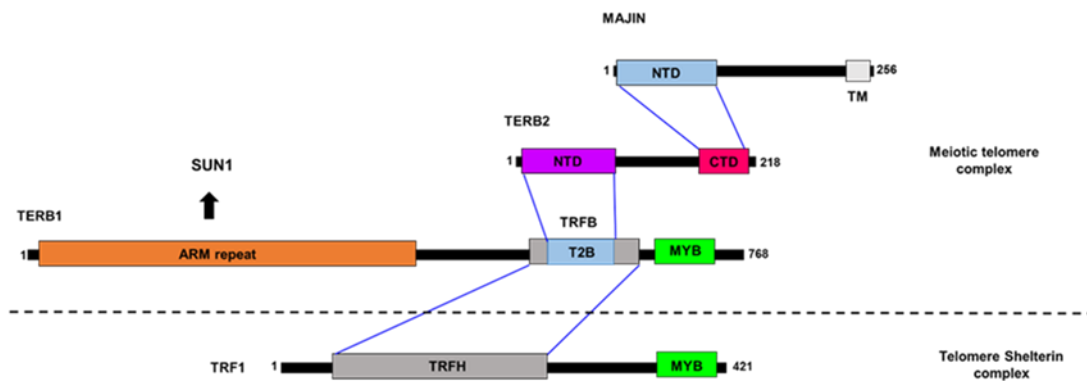 MAJIN
1 NTD 256
TM
TERB2
1 NTD CTD 218
Meiotic telomere
complex
SUN1
TERB1
TRFB
1 ARM repeat T2B MYB 768
TRF1 1 TRFH MYB 421
Telomere Shelterin
complex